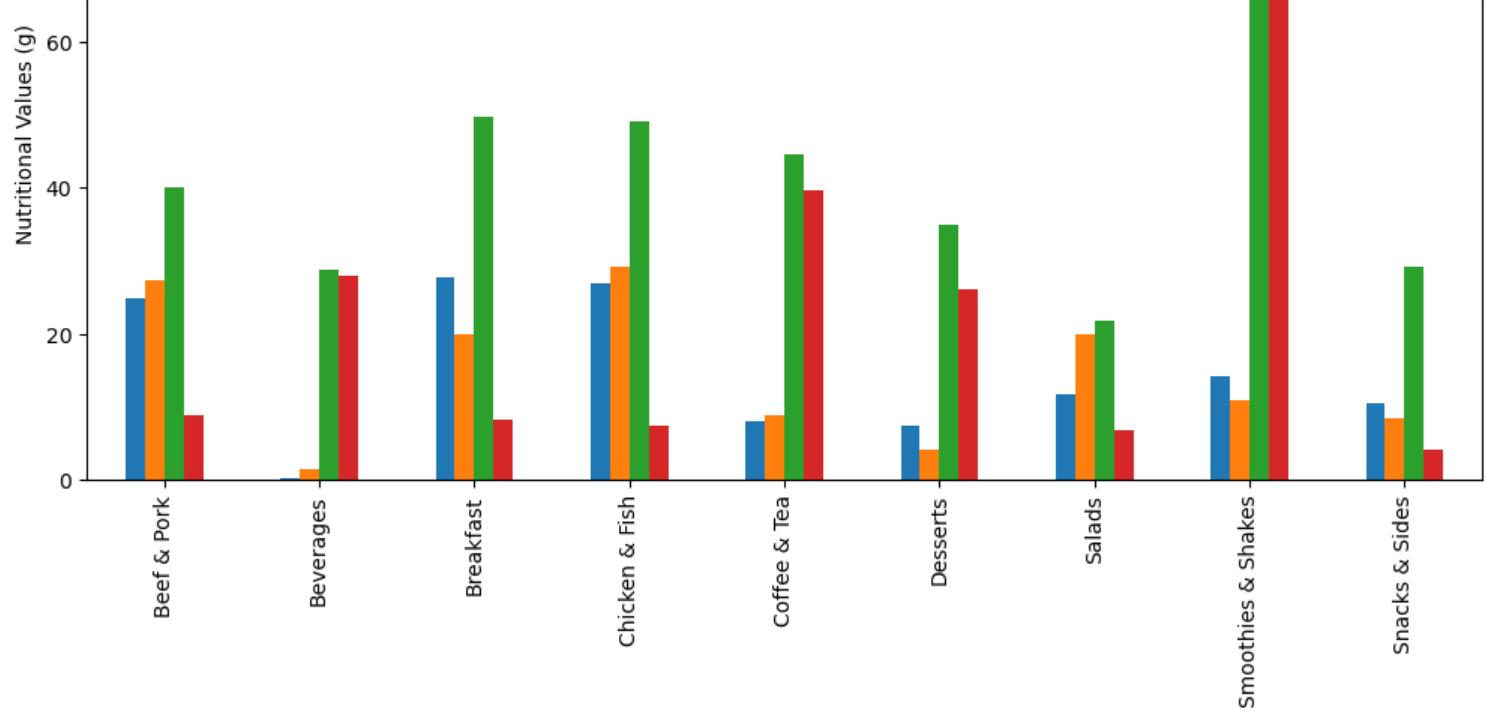 Nutritional Values (g)
60
40
20
0
Beef & Pork
Beverages
Breakfast
Chicken & Fish
Coffee & Tea
Desserts
Salads
Smoothies & Shakes
Snacks & Sides